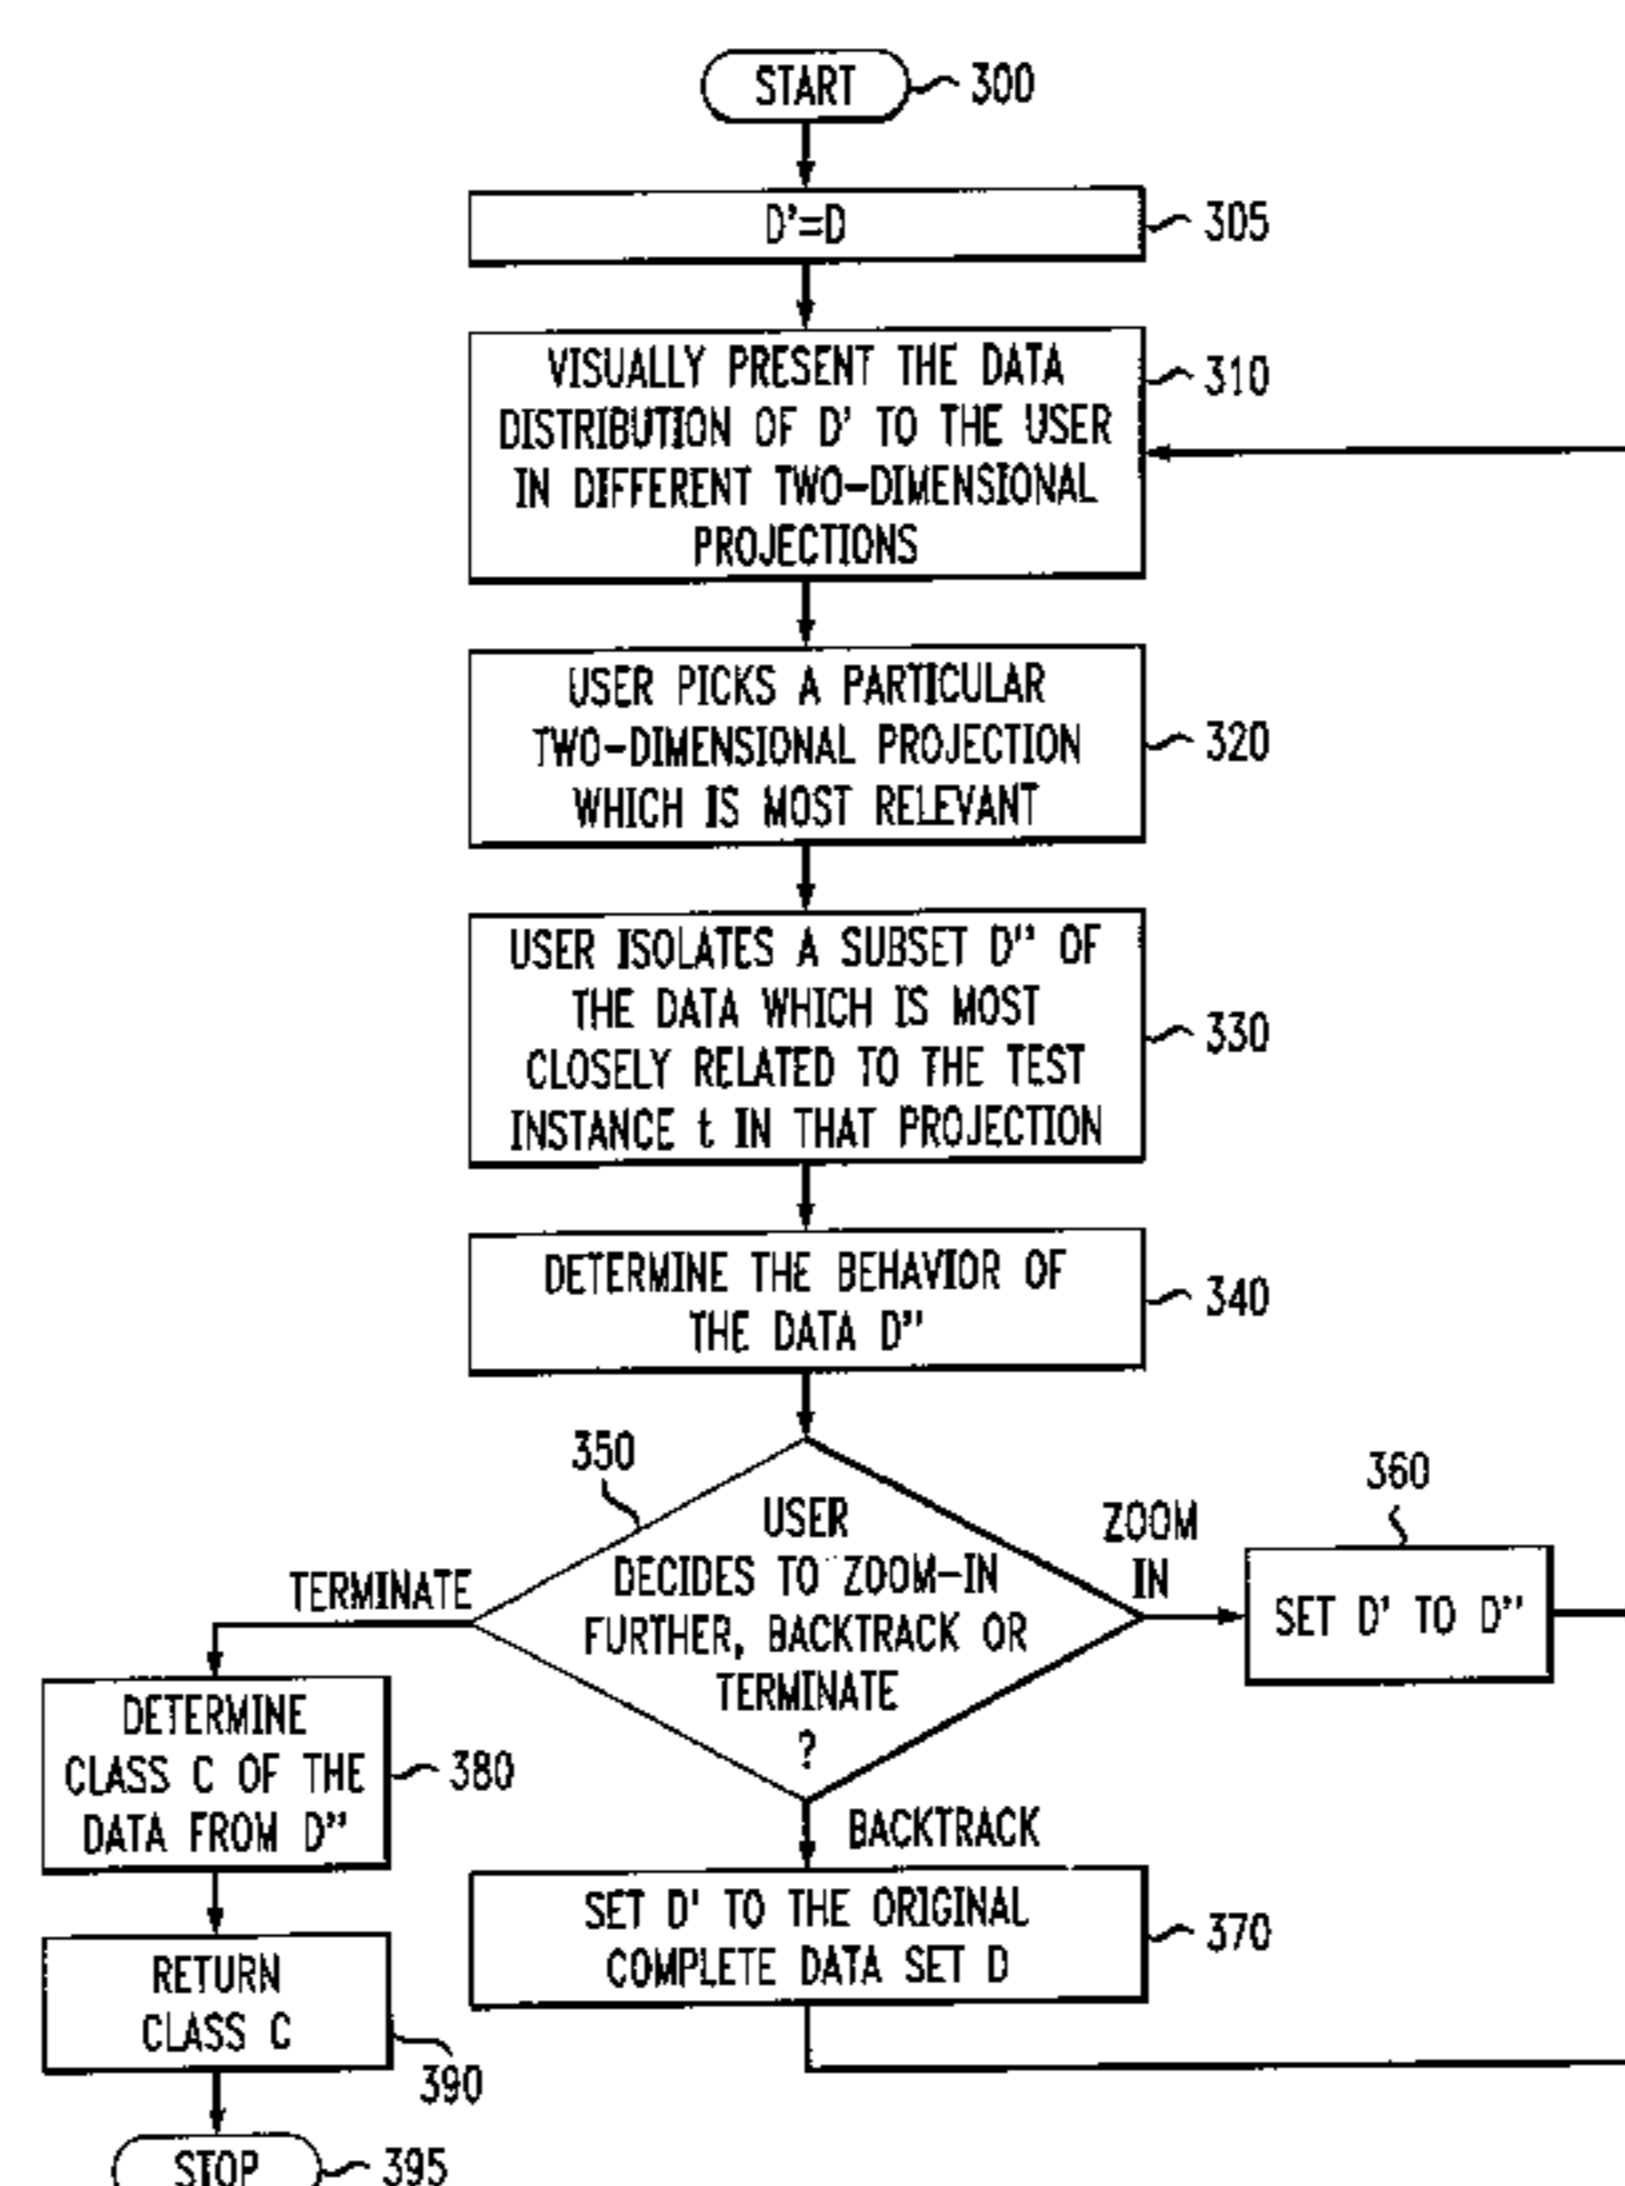 START
300
D'=D
305
VISUALLY PRESENT THE DATA
DISTRIBUTION OF D' TO THE USER
IN DIFFERENT TWO-DIMENSIONAL
PROJECTIONS
310
USER PICKS A PARTICULAR
TWO-DIMENSIONAL PROJECTION
WHICH IS MOST RELEVANT
320
USER ISOLATES A SUBSET D" OF
THE DATA WHICH IS MOST
CLOSELY RELATED TO THE TEST
INSTANCE t IN THAT PROJECTION
330
DETERMINE THE BEHAVIOR OF
THE DATA D"
340
350
USER
DECIDES TO ZOOM-IN
FURTHER, BACKTRACK OR
TERMINATE
?
ZOOM
IN
360
SET D' TO D"
TERMINATE
DETERMINE
CLASS C OF THE
DATA FROM D"
380
BACKTRACK
SET D' TO THE ORIGINAL
COMPLETE DATA SET D
370
RETURN
CLASS C
390
STOP
395